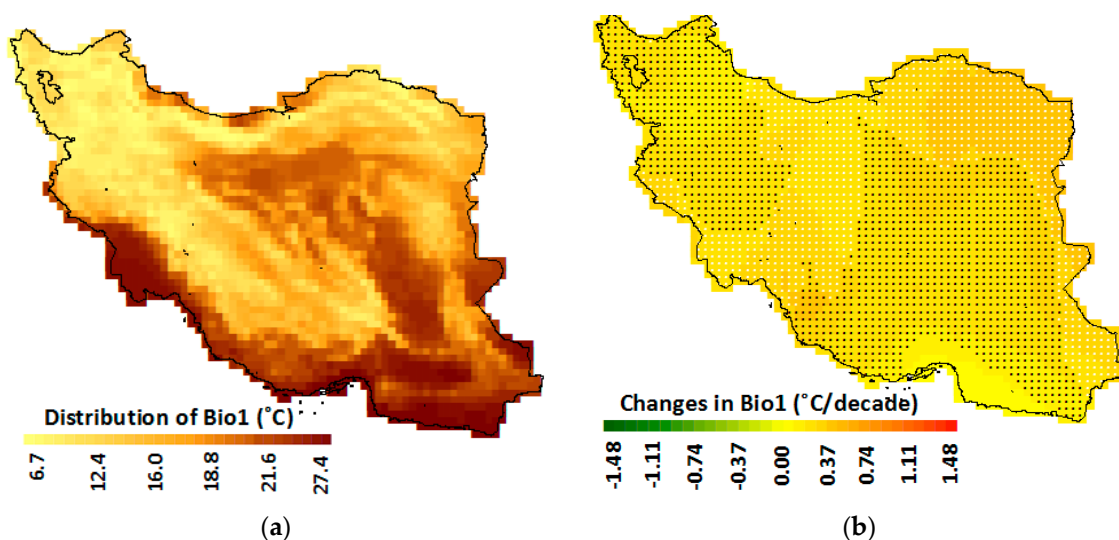 Distribution of Bio1 (˚C)
6.7 12.4 16.0 18.8 21.6 27.4
(a)
Changes in Bio1 (˚C/decade)
-1.48 -1.11 -0.74 -0.37 0.00 0.37 0.74 1.11 1.48
(b)